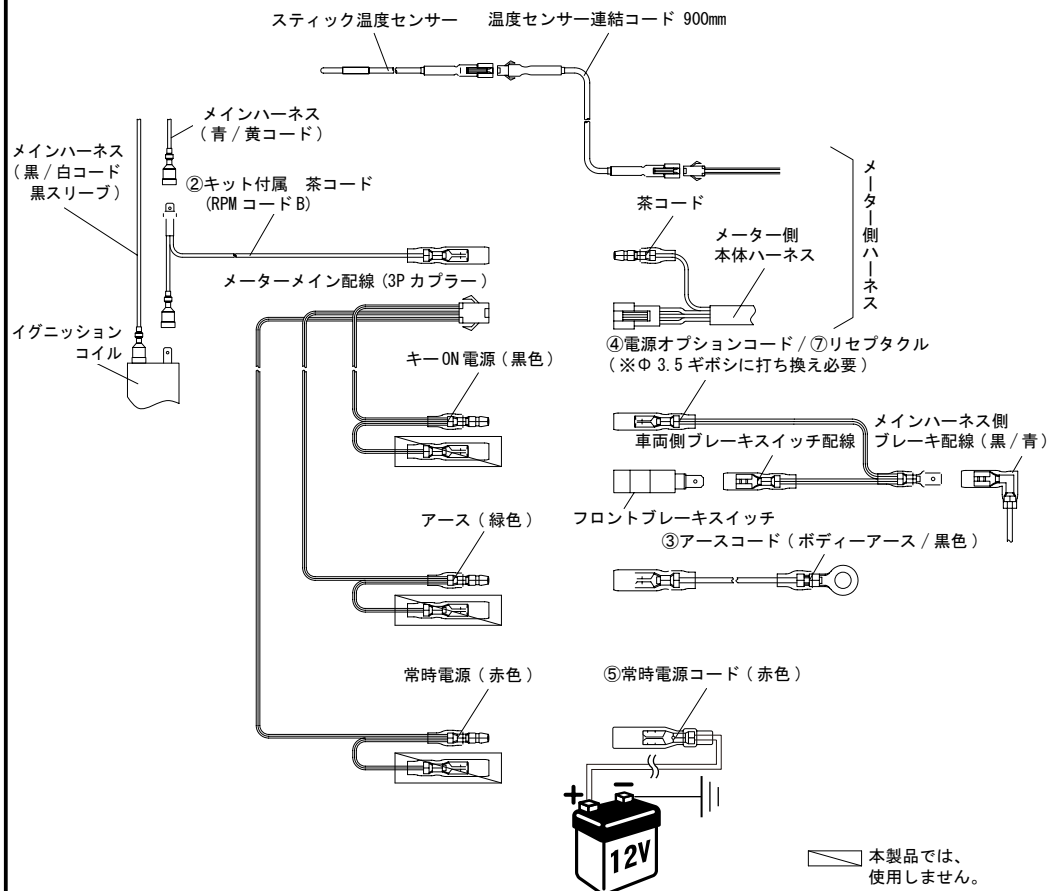 スティック温度センサー
温度センサー連結コード 900mm
メインハーネス
(青/黄コード)
メインハーネス
(黒/白コード
黒スリーブ)
②キット付属 茶コード
(RPMコードB)
茶コード
メーター側
本体ハーネス
メーター側ハーネス
メーターメイン配線(3Pカプラー)
イグニッション
コイル
キーON電源(黒色)
④電源オプションコード/⑦リセプタクル
(※Φ3.5ギボシに打ち換え必要)
車両側ブレーキスイッチ配線
メインハーネス側
ブレーキ配線(黒/青)
フロントブレーキスイッチ
アース(緑色)
③アースコード(ボディーアース/黒色)
常時電源(赤色)
⑤常時電源コード(赤色)
+ −
12V
本製品では、
使用しません。